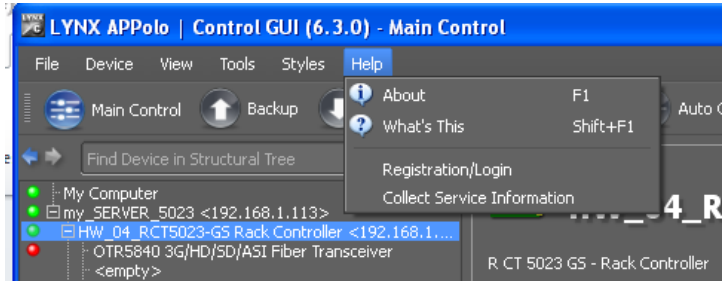 LYNX APPolo | Control GUI (6.3.0) - Main Control
File Device View Tools Styles Help
Main Control Backup Auto
About F1
What's This Shift+F1
Find Device in Structural Tree
Registration/Login
Collect Service Information
My Computer
my_SERVER_5023 <192.168.1.113>
HW_04_RCT5023-GS Rack Controller <192.168.1....
OTR5840 3G/HD/SD/ASI Fiber Transceiver
<empty>
R CT 5023 GS - Rack Controller